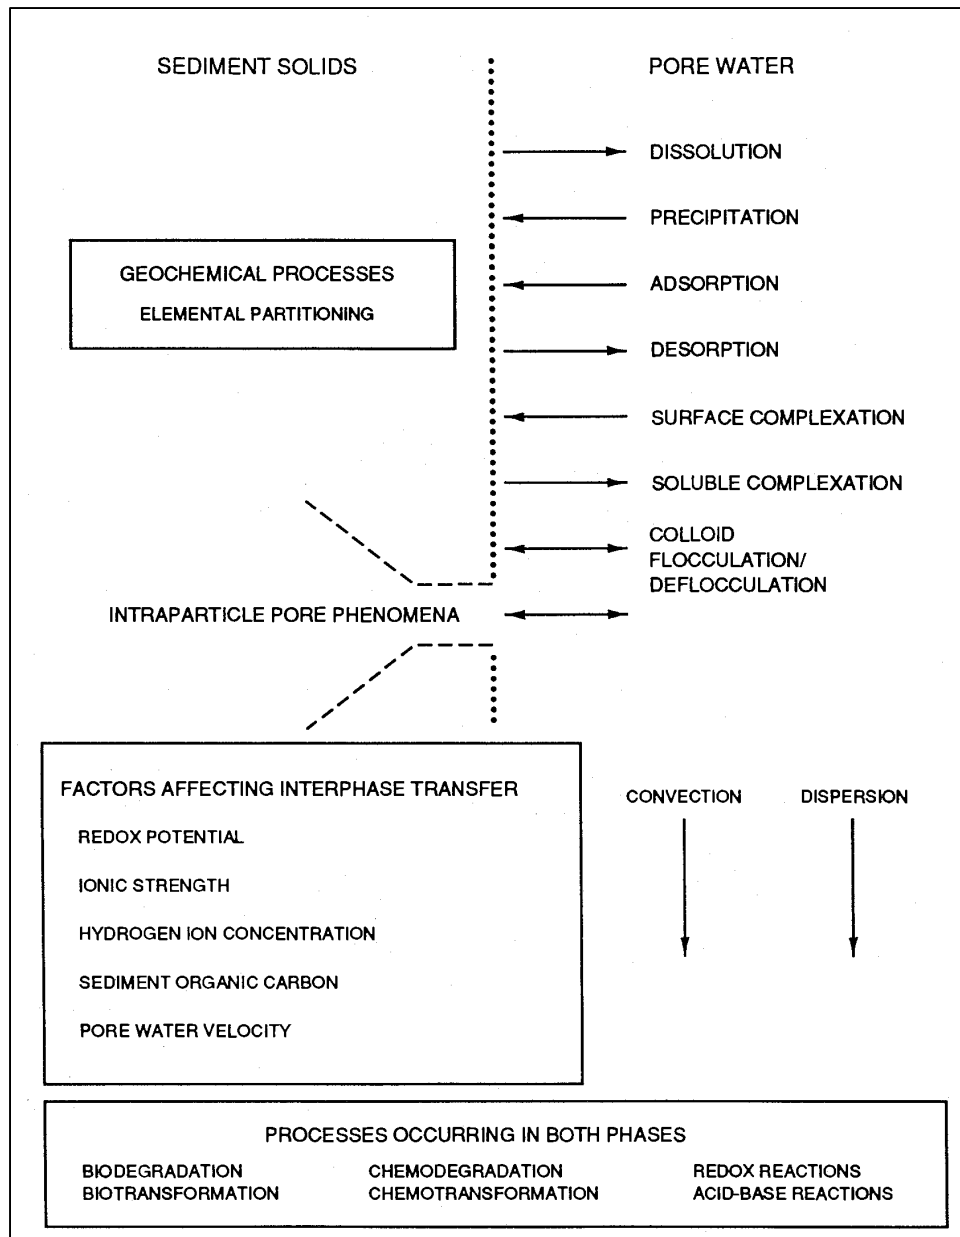 SEDIMENT SOLIDS
PORE WATER
DISSOLUTION
PRECIPITATION
GEOCHEMICAL PROCESSES
ELEMENTAL PARTITIONING
ADSORPTION
DESORPTION
SURFACE COMPLEXATION
SOLUBLE COMPLEXATION
COLLOID
FLOCCULATION/
DEFLOCCULATION
INTRAPARTICLE PORE PHENOMENA
FACTORS AFFECTING INTERPHASE TRANSFER
REDOX POTENTIAL
IONIC STRENGTH
HYDROGEN ION CONCENTRATION
SEDIMENT ORGANIC CARBON
PORE WATER VELOCITY
CONVECTION
DISPERSION
PROCESSES OCCURRING IN BOTH PHASES
BIODEGRADATION CHEMODEGRADATION REDOX REACTIONS
BIOTRANSFORMATION CHEMOTRANSFORMATION ACID-BASE REACTIONS